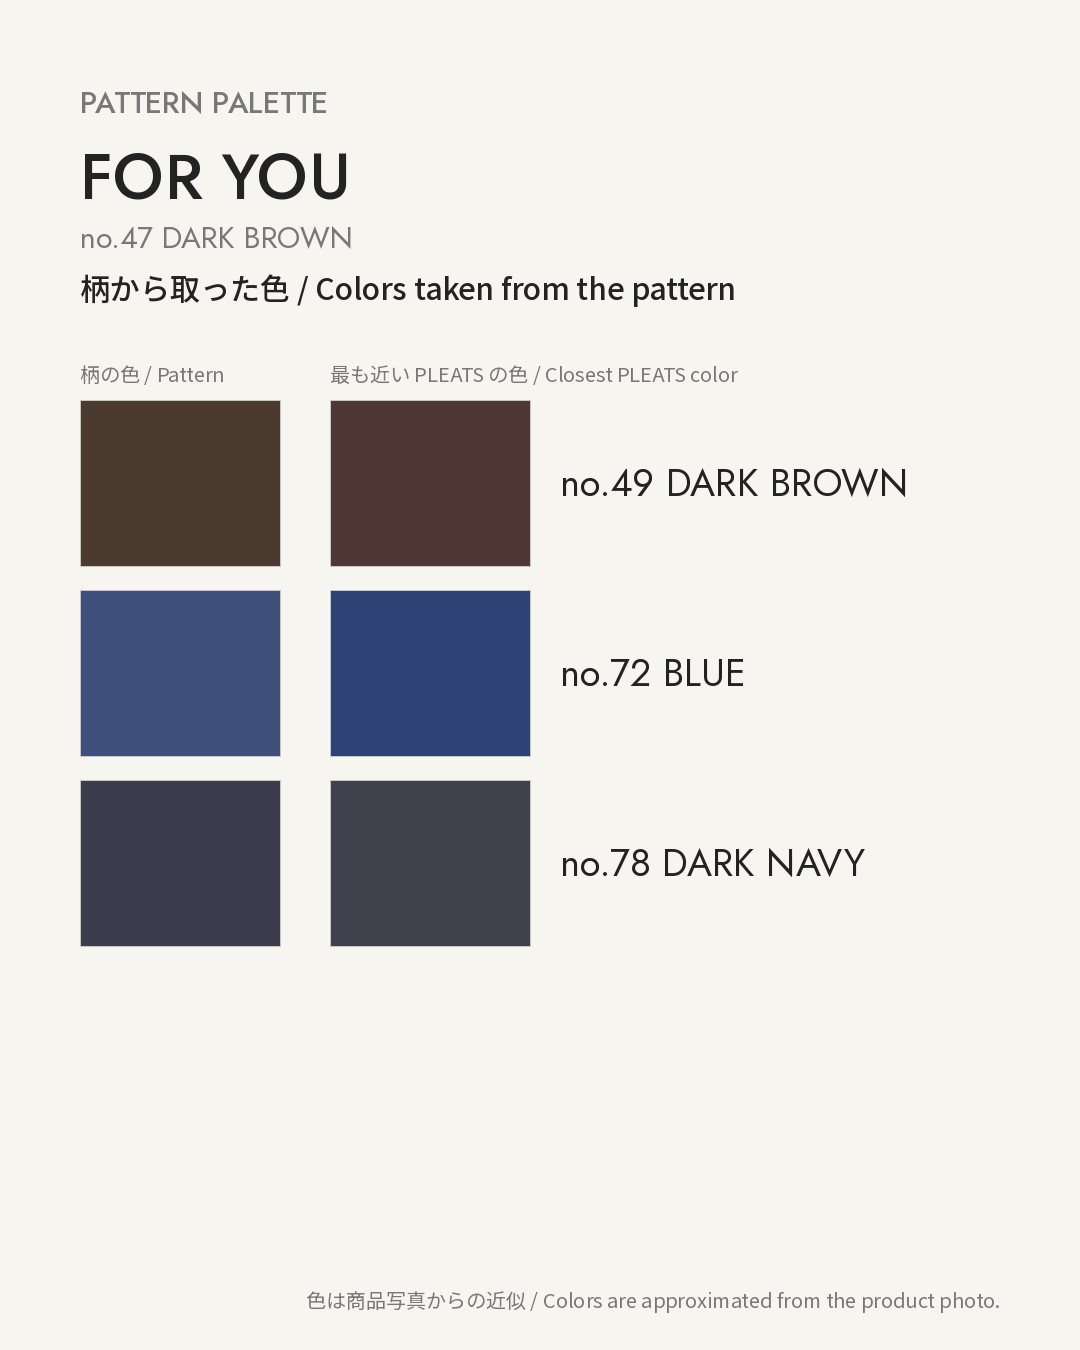 PATTERN PALETTE
FOR YOU
no.47 DARK BROWN
柄から取った色 / Colors taken from the pattern
柄の色 / Pattern
最も近い PLEATS の色 / Closest PLEATS color
no.49 DARK BROWN
no.72 BLUE
no.78 DARK NAVY
色は商品写真からの近似 / Colors are approximated from the product photo.